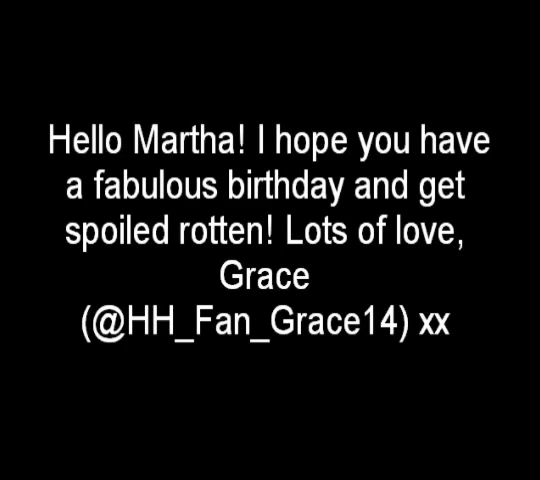 Hello Martha! I hope you have
a fabulous birthday and get
spoiled rotten! Lots of love,
Grace
(@HH_Fan_Grace14) xx